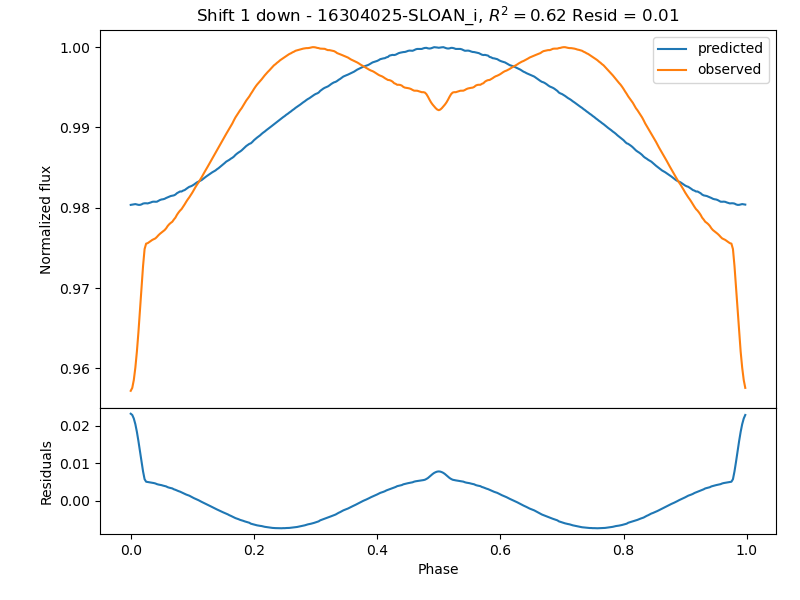 Shift 1 down - 16304025-SLOAN_i, R² = 0.62 Resid = 0.01
predicted
observed
Normalized flux
1.00
0.99
0.98
0.97
0.96
Residuals
0.02
0.01
0.00
0.0 0.2 0.4 0.6 0.8 1.0
Phase